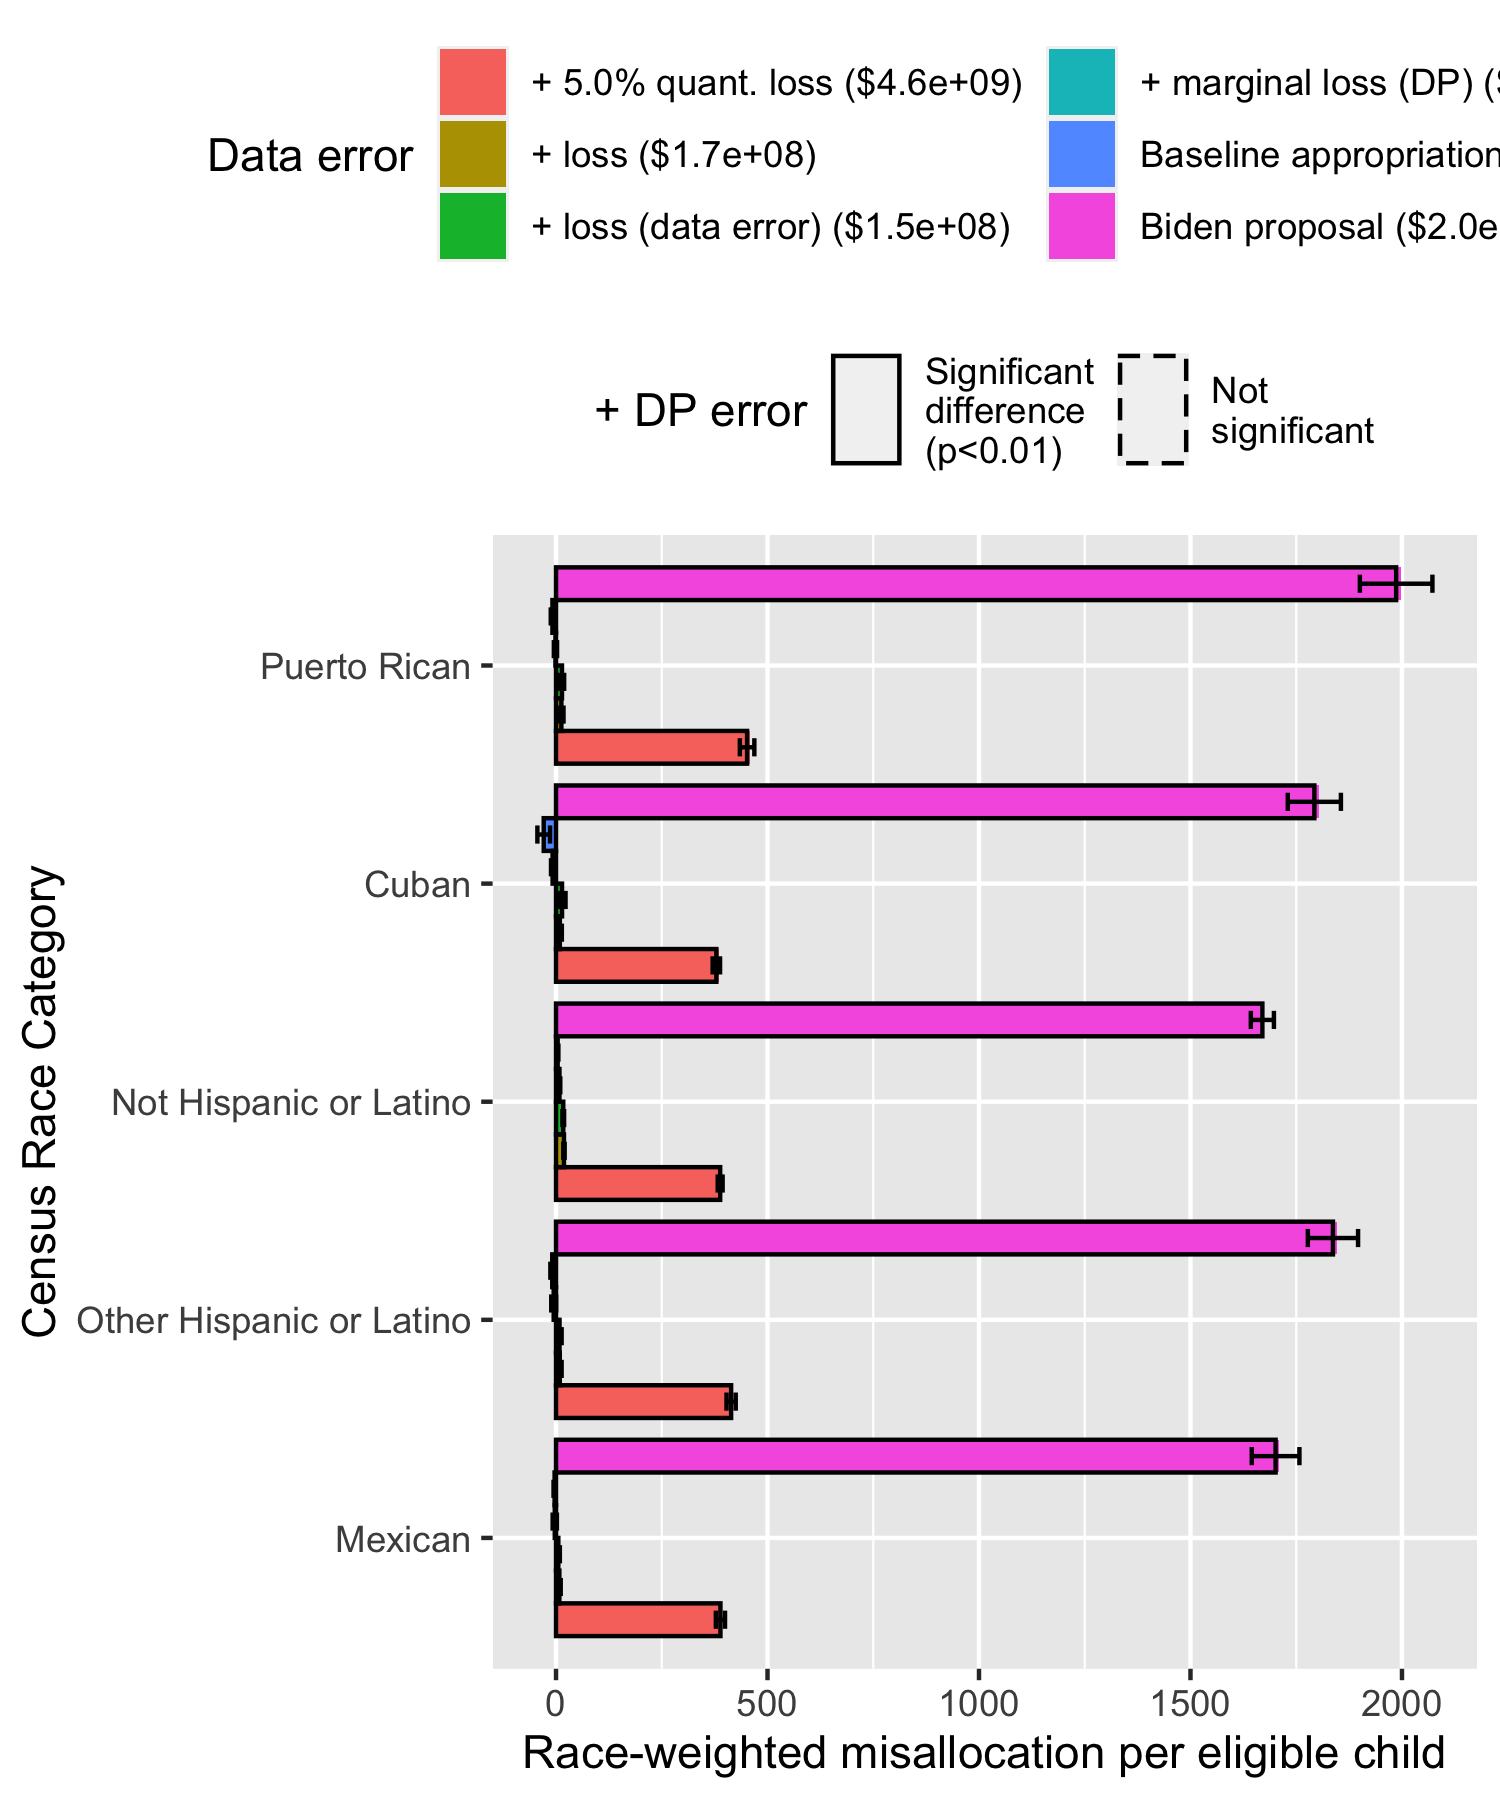 Data error
+ 5.0% quant. loss ($4.6e+09)
+ loss ($1.7e+08)
+ loss (data error) ($1.5e+08)
+ marginal loss (DP) (
Baseline appropriation
Biden proposal ($2.0e
+ DP error
Significant
difference
(p<0.01)
Not
significant
Census Race Category
Puerto Rican
Cuban
Not Hispanic or Latino
Other Hispanic or Latino
Mexican
0 500 1000 1500 2000
Race-weighted misallocation per eligible child